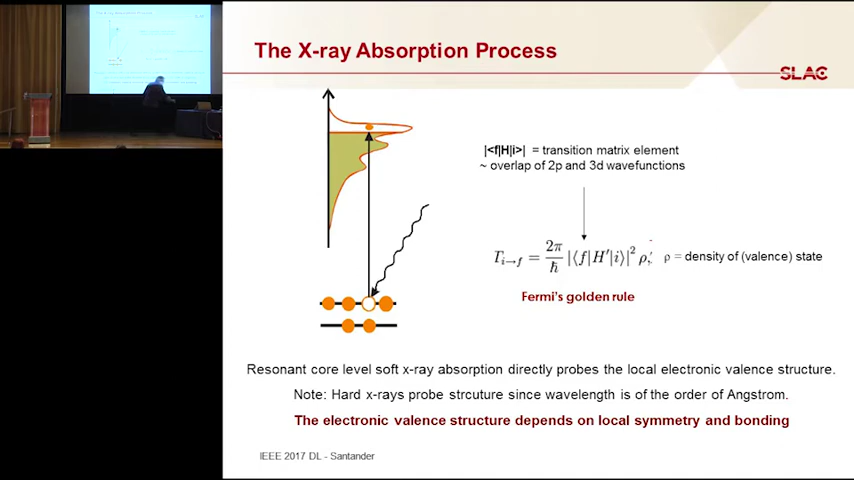 The X-ray Absorption Process
SLAC
|<f|H|i>| = transition matrix element
~ overlap of 2p and 3d wavefunctions
T_{i→f} = 2π/ħ |⟨f|H′|i⟩|² ρ, ρ = density of (valence) state
Fermi's golden rule
Resonant core level soft x-ray absorption directly probes the local electronic valence structure.
Note: Hard x-rays probe strcuture since wavelength is of the order of Angstrom.
The electronic valence structure depends on local symmetry and bonding
IEEE 2017 DL - Santander